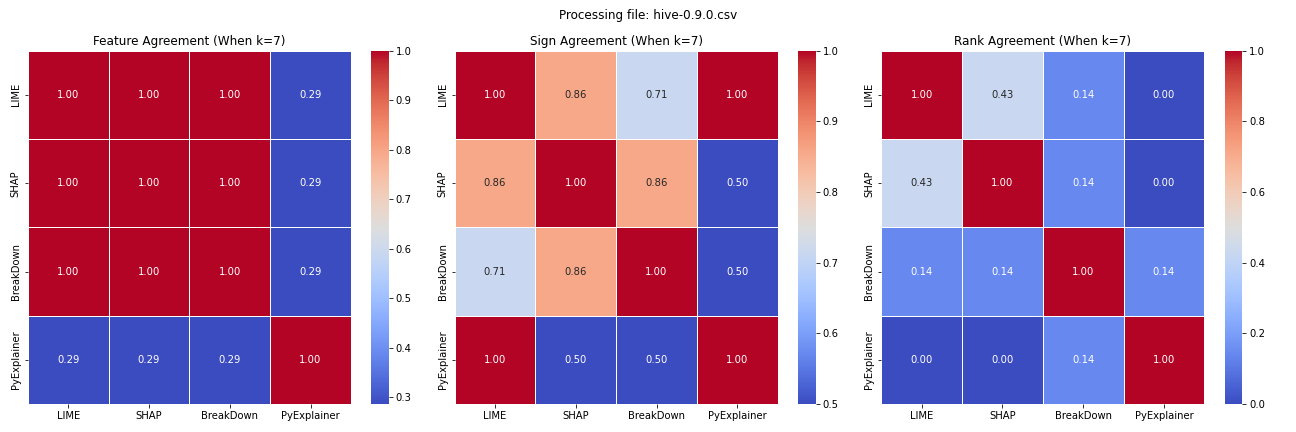 Processing file: hive-0.9.0.csv
Feature Agreement (When k=7)
LIME
SHAP
BreakDown
PyExplainer
1.00 1.00 1.00 0.29
1.00 1.00 1.00 0.29
1.00 1.00 1.00 0.29
0.29 0.29 0.29 1.00
LIME SHAP BreakDown PyExplainer
1.0
0.9
0.8
0.7
0.6
0.5
0.4
0.3
Sign Agreement (When k=7)
LIME
SHAP
BreakDown
PyExplainer
1.00 0.86 0.71 1.00
0.86 1.00 0.86 0.50
0.71 0.86 1.00 0.50
1.00 0.50 0.50 1.00
LIME SHAP BreakDown PyExplainer
1.0
0.9
0.8
0.7
0.6
0.5
Rank Agreement (When k=7)
LIME
SHAP
BreakDown
PyExplainer
1.00 0.43 0.14 0.00
0.43 1.00 0.14 0.00
0.14 0.14 1.00 0.14
0.00 0.00 0.14 1.00
LIME SHAP BreakDown PyExplainer
1.0
0.8
0.6
0.4
0.2
0.0